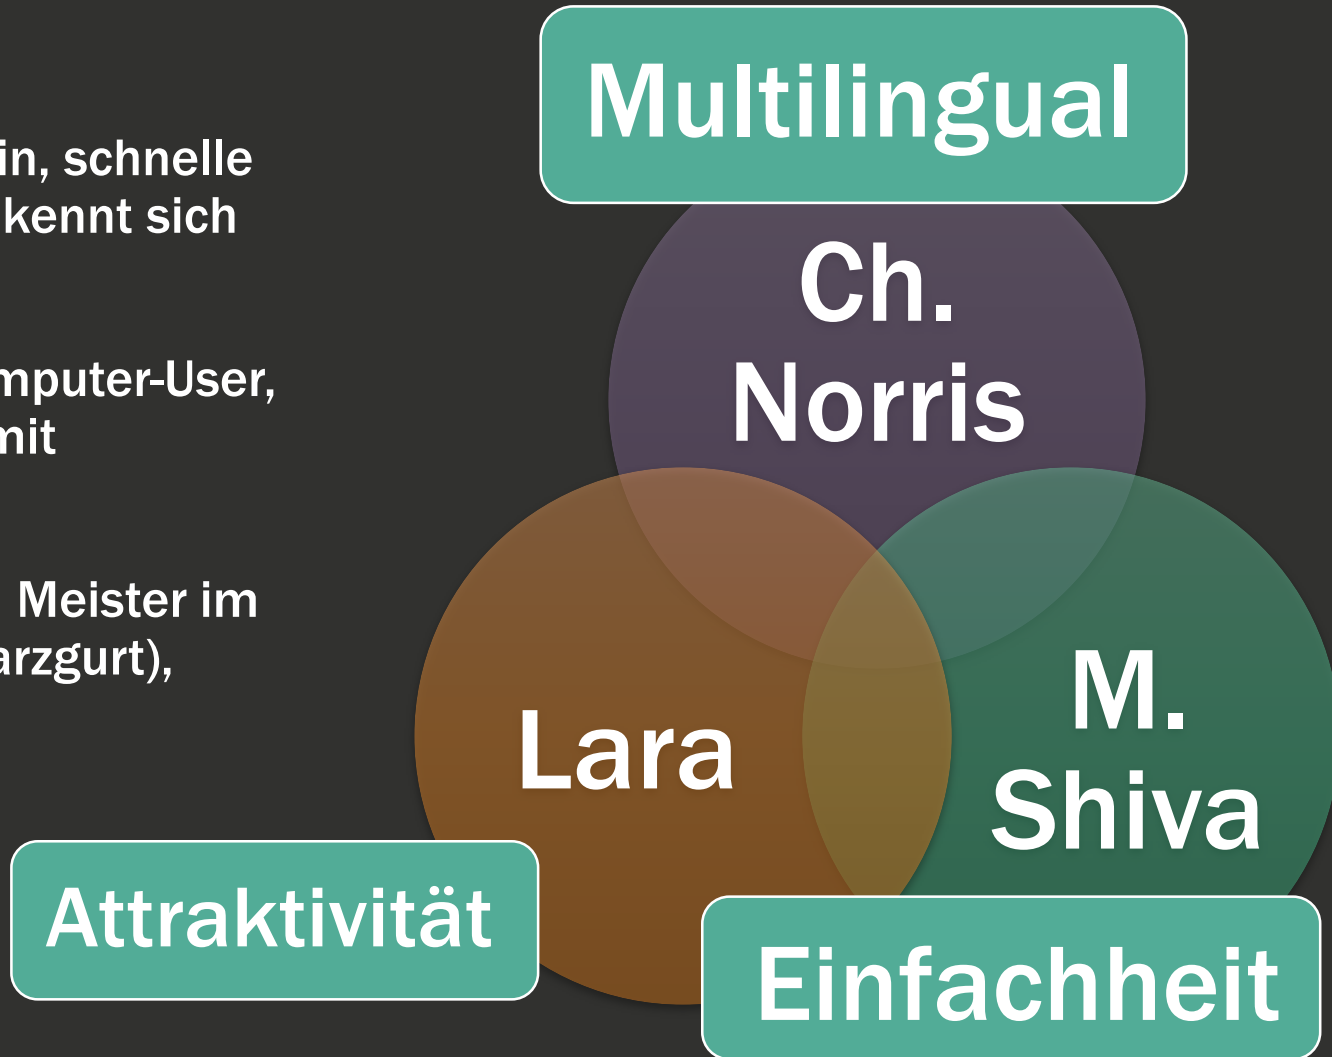 in, schnelle
kennt sich
mputer-User,
mit
Meister im
arzgurt),
Multilingual
Ch.
Norris
Lara
M.
Shiva
Attraktivität
Einfachheit